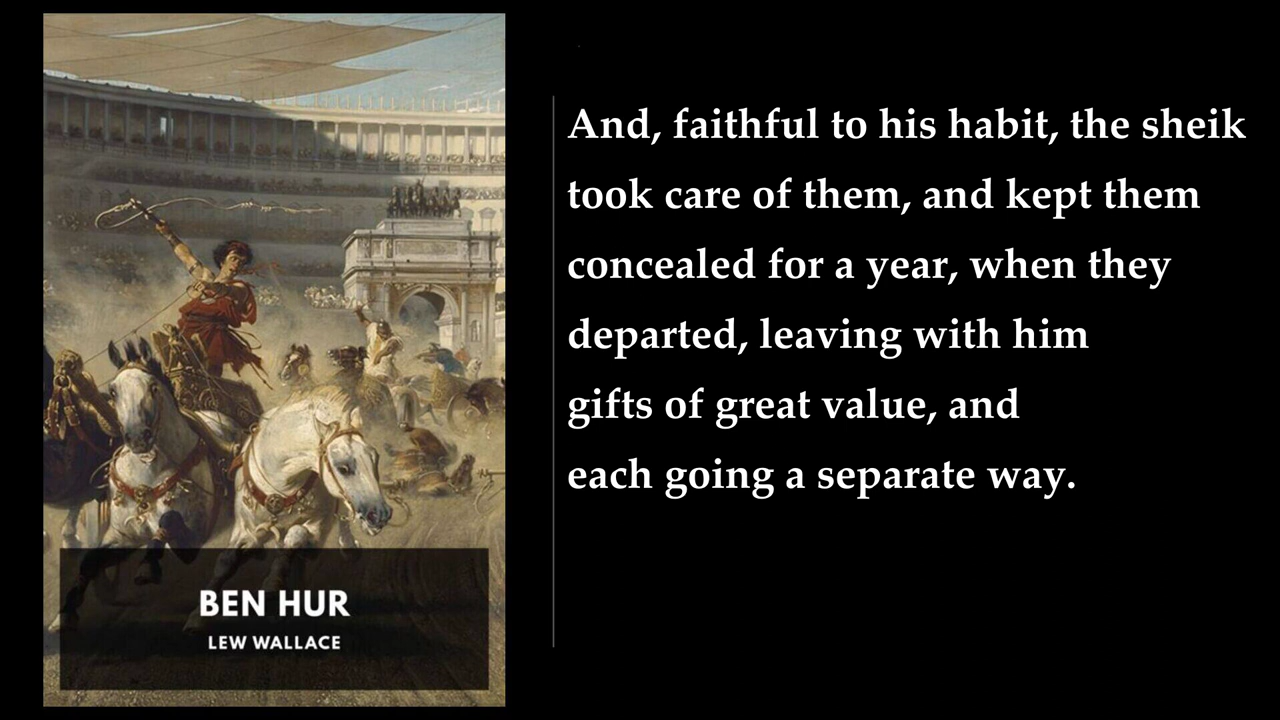 BEN HUR
LEW WALLACE
And, faithful to his habit, the sheik
took care of them, and kept them
concealed for a year, when they
departed, leaving with him
gifts of great value, and
each going a separate way.